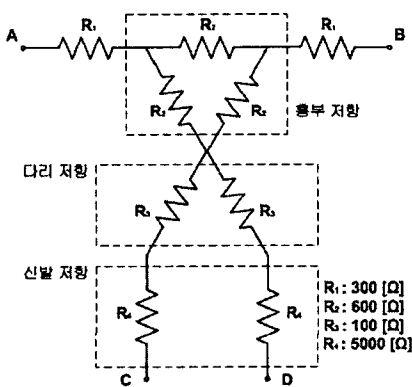 R₁ R₂ R₁
A B
R₂ R₂
흉부 저항
다리 저항
R₃ R₃
신발 저항
R₄ R₄
R₁ : 300 [Ω]
R₂ : 600 [Ω]
R₃ : 100 [Ω]
R₄ : 5000 [Ω]
C D